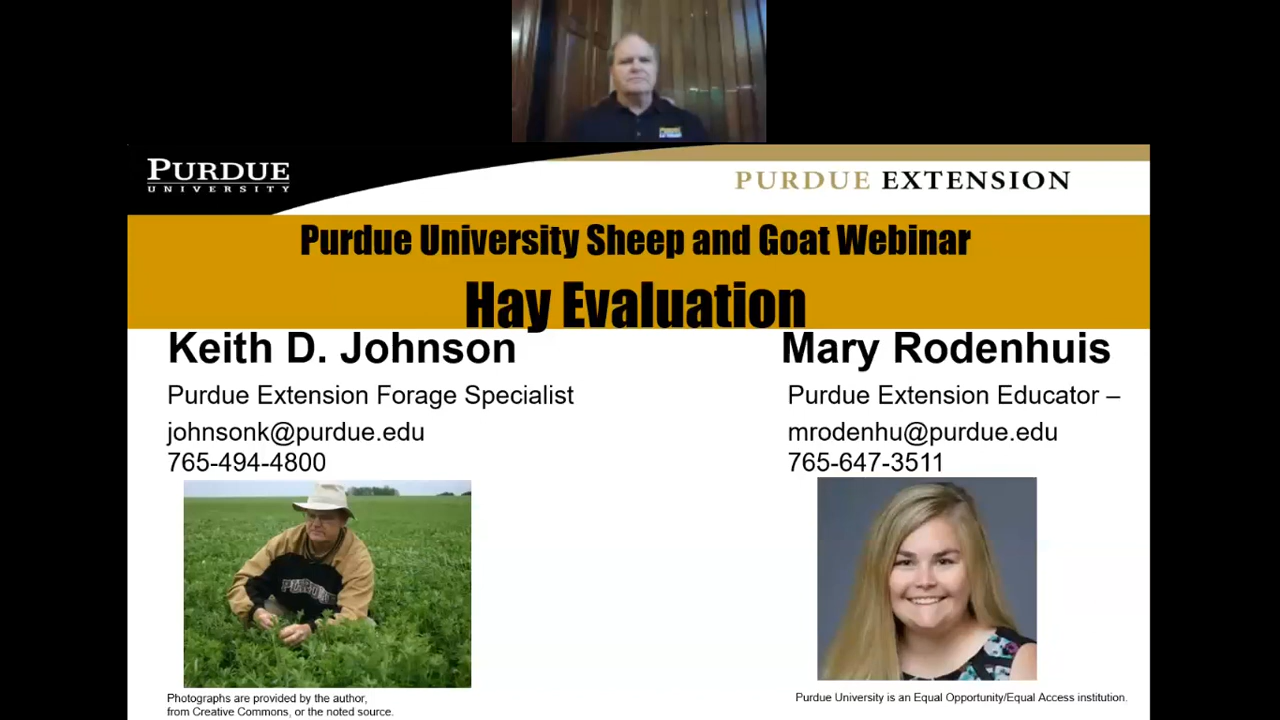 PURDUE
UNIVERSITY
PURDUE EXTENSION
Purdue University Sheep and Goat Webinar
Hay Evaluation
Keith D. Johnson
Purdue Extension Forage Specialist
johnsonk@purdue.edu
765-494-4800
Mary Rodenhuis
Purdue Extension Educator –
mrodenhu@purdue.edu
765-647-3511
PURDUE
Photographs are provided by the author,
from Creative Commons, or the noted source.
Purdue University is an Equal Opportunity/Equal Access institution.